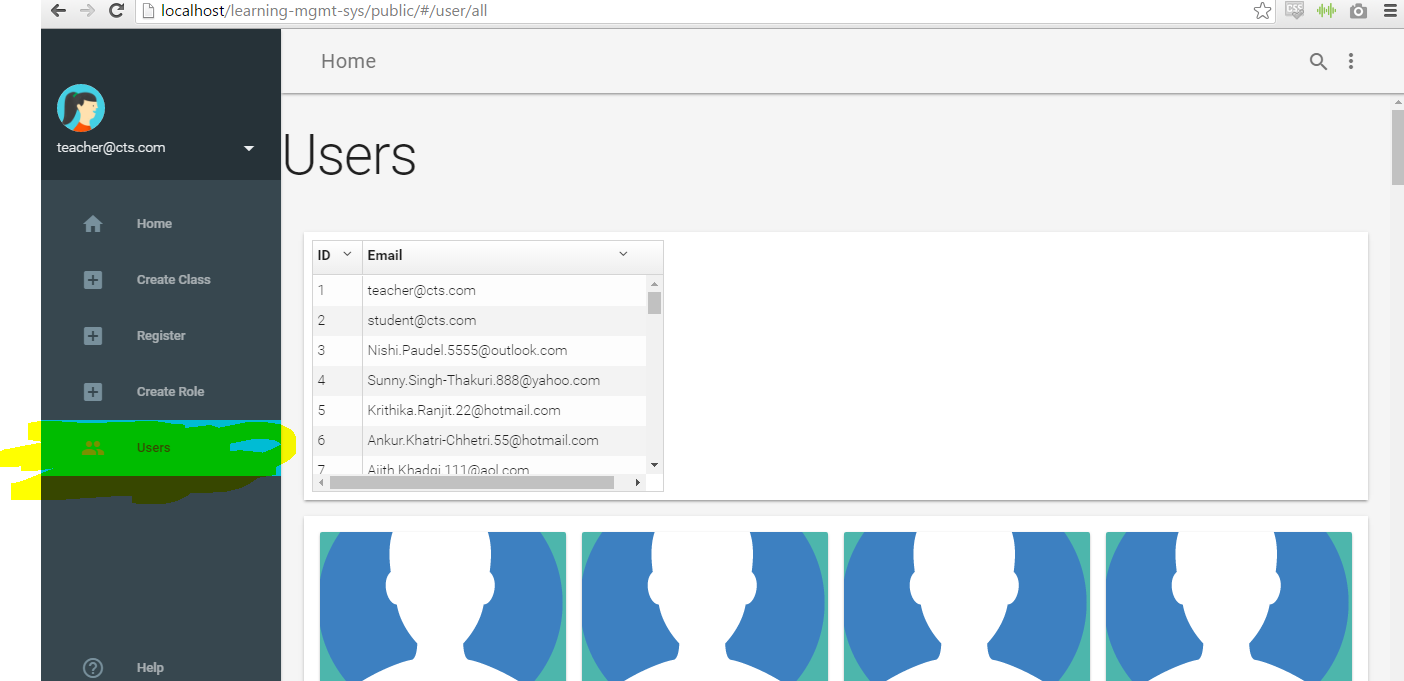 localhost/learning-mgmt-sys/public/#/user/all
Home
teacher@cts.com
Users
Home
Create Class
Register
Create Role
Users
Help
ID Email
1 teacher@cts.com
2 student@cts.com
3 Nishi.Paudel.5555@outlook.com
4 Sunny.Singh-Thakuri.888@yahoo.com
5 Krithika.Ranjit.22@hotmail.com
6 Ankur.Khatri-Chhetri.55@hotmail.com
7 Ajith.Khadgi.111@aol.com